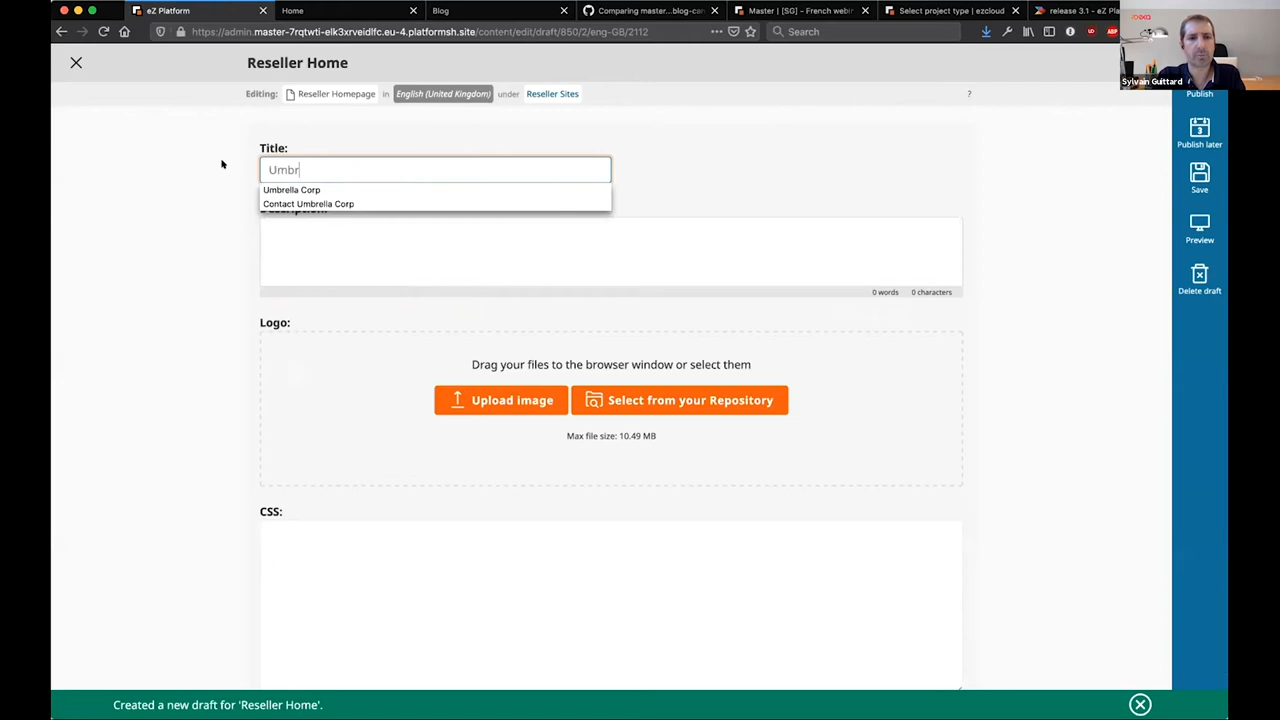 eZ Platform
Home
Blog
Comparing master...blog-can
Master | [SG] - French webin
Select project type | ezcloud
release 3.1 - eZ Pla
https://admin.master-7rqtwti-elk3xrveidlfc.eu-4.platformsh.site/content/edit/draft/850/2/eng-GB/2112
Search
Sylvain Guittard
Reseller Home
Editing: Reseller Homepage in English (United Kingdom) under Reseller Sites
?
Publish
Publish later
Save
Preview
Delete draft
Title:
Umbr
Umbrella Corp
Contact Umbrella Corp
Description:
0 words 0 characters
Logo:
Drag your files to the browser window or select them
Upload image
Select from your Repository
Max file size: 10.49 MB
CSS:
Created a new draft for 'Reseller Home'.